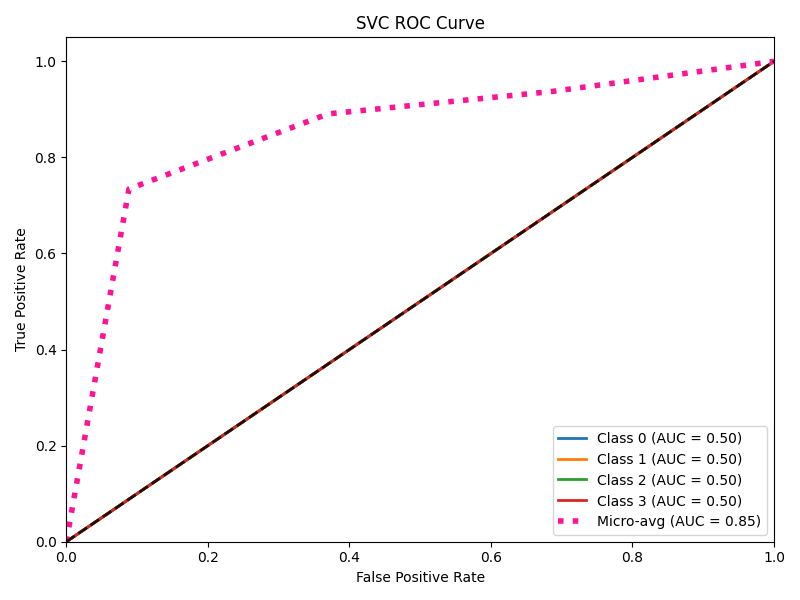 SVC ROC Curve
1.0
0.8
0.6
0.4
0.2
0.0
True Positive Rate
0.0 0.2 0.4 0.6 0.8 1.0
False Positive Rate
Class 0 (AUC = 0.50)
Class 1 (AUC = 0.50)
Class 2 (AUC = 0.50)
Class 3 (AUC = 0.50)
Micro-avg (AUC = 0.85)